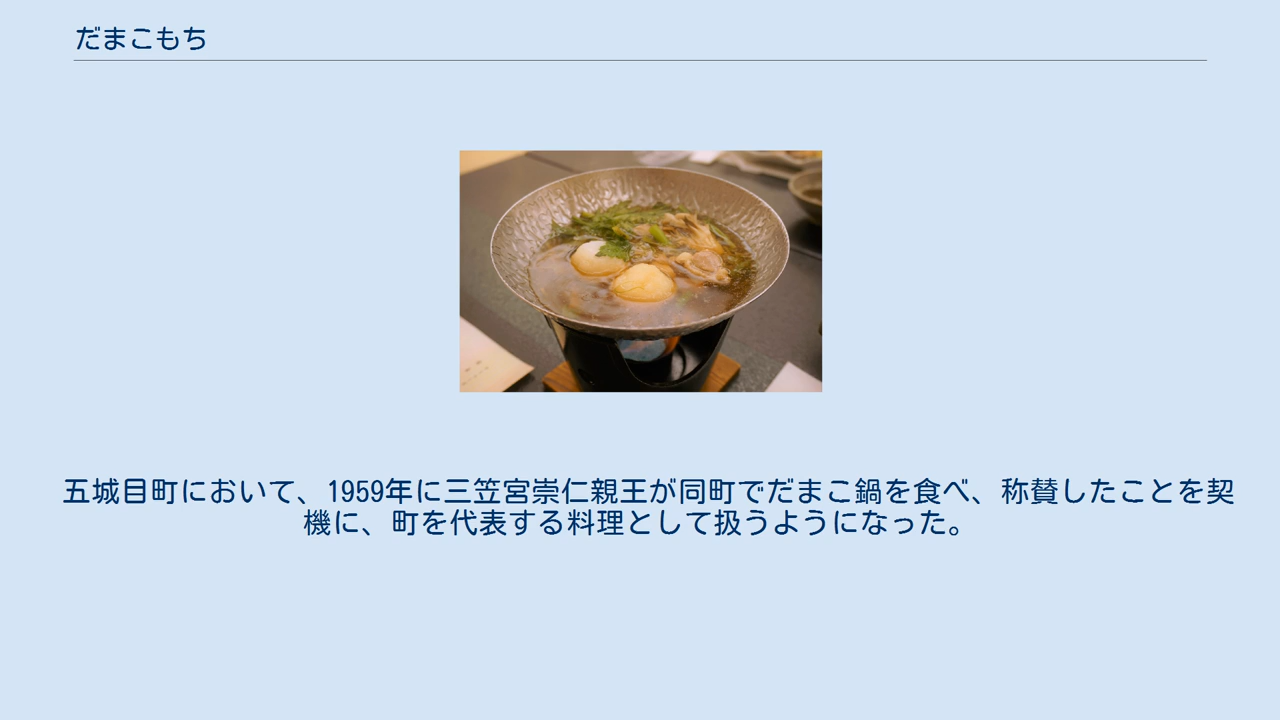 だまこもち
五城目町において、1959年に三笠宮崇仁親王が同町でだまこ鍋を食べ、称賛したことを契
機に、町を代表する料理として扱うようになった。